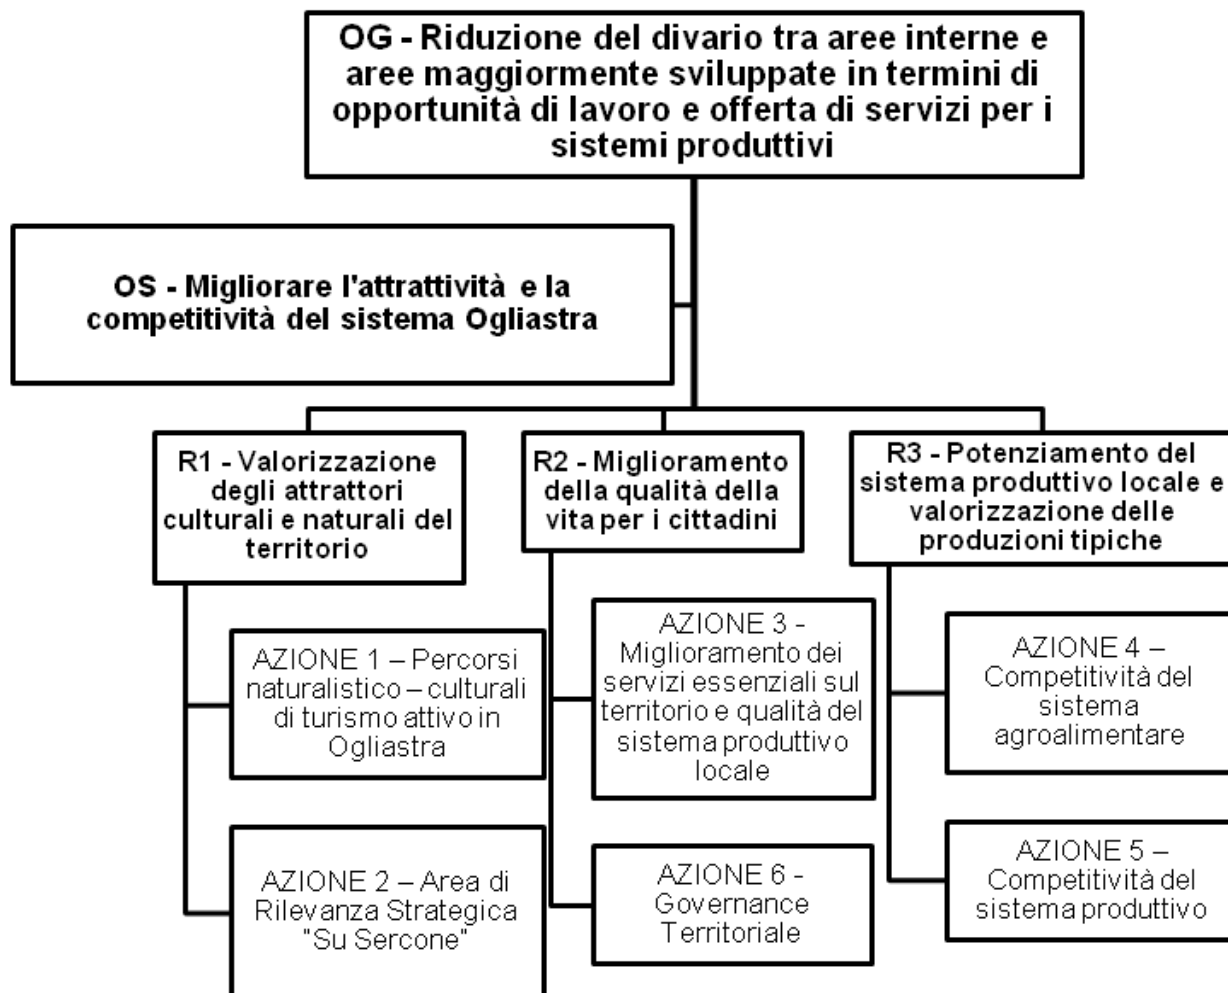 OG - Riduzione del divario tra aree interne e
aree maggiormente sviluppate in termini di
opportunità di lavoro e offerta di servizi per i
sistemi produttivi
OS - Migliorare l'attrattività e la
competitività del sistema Ogliastra
R1 - Valorizzazione
degli attrattori
culturali e naturali del
territorio
AZIONE 1 – Percorsi
naturalistico – culturali
di turismo attivo in
Ogliastra
AZIONE 2 – Area di
Rilevanza Strategica
"Su Sercone"
R2 - Miglioramento
della qualità della
vita per i cittadini
AZIONE 3 -
Miglioramento dei
servizi essenziali sul
territorio e qualità del
sistema produttivo
locale
AZIONE 6 -
Governance
Territoriale
R3 - Potenziamento del
sistema produttivo locale e
valorizzazione delle
produzioni tipiche
AZIONE 4 –
Competitività del
sistema
agroalimentare
AZIONE 5 –
Competitività del
sistema produttivo